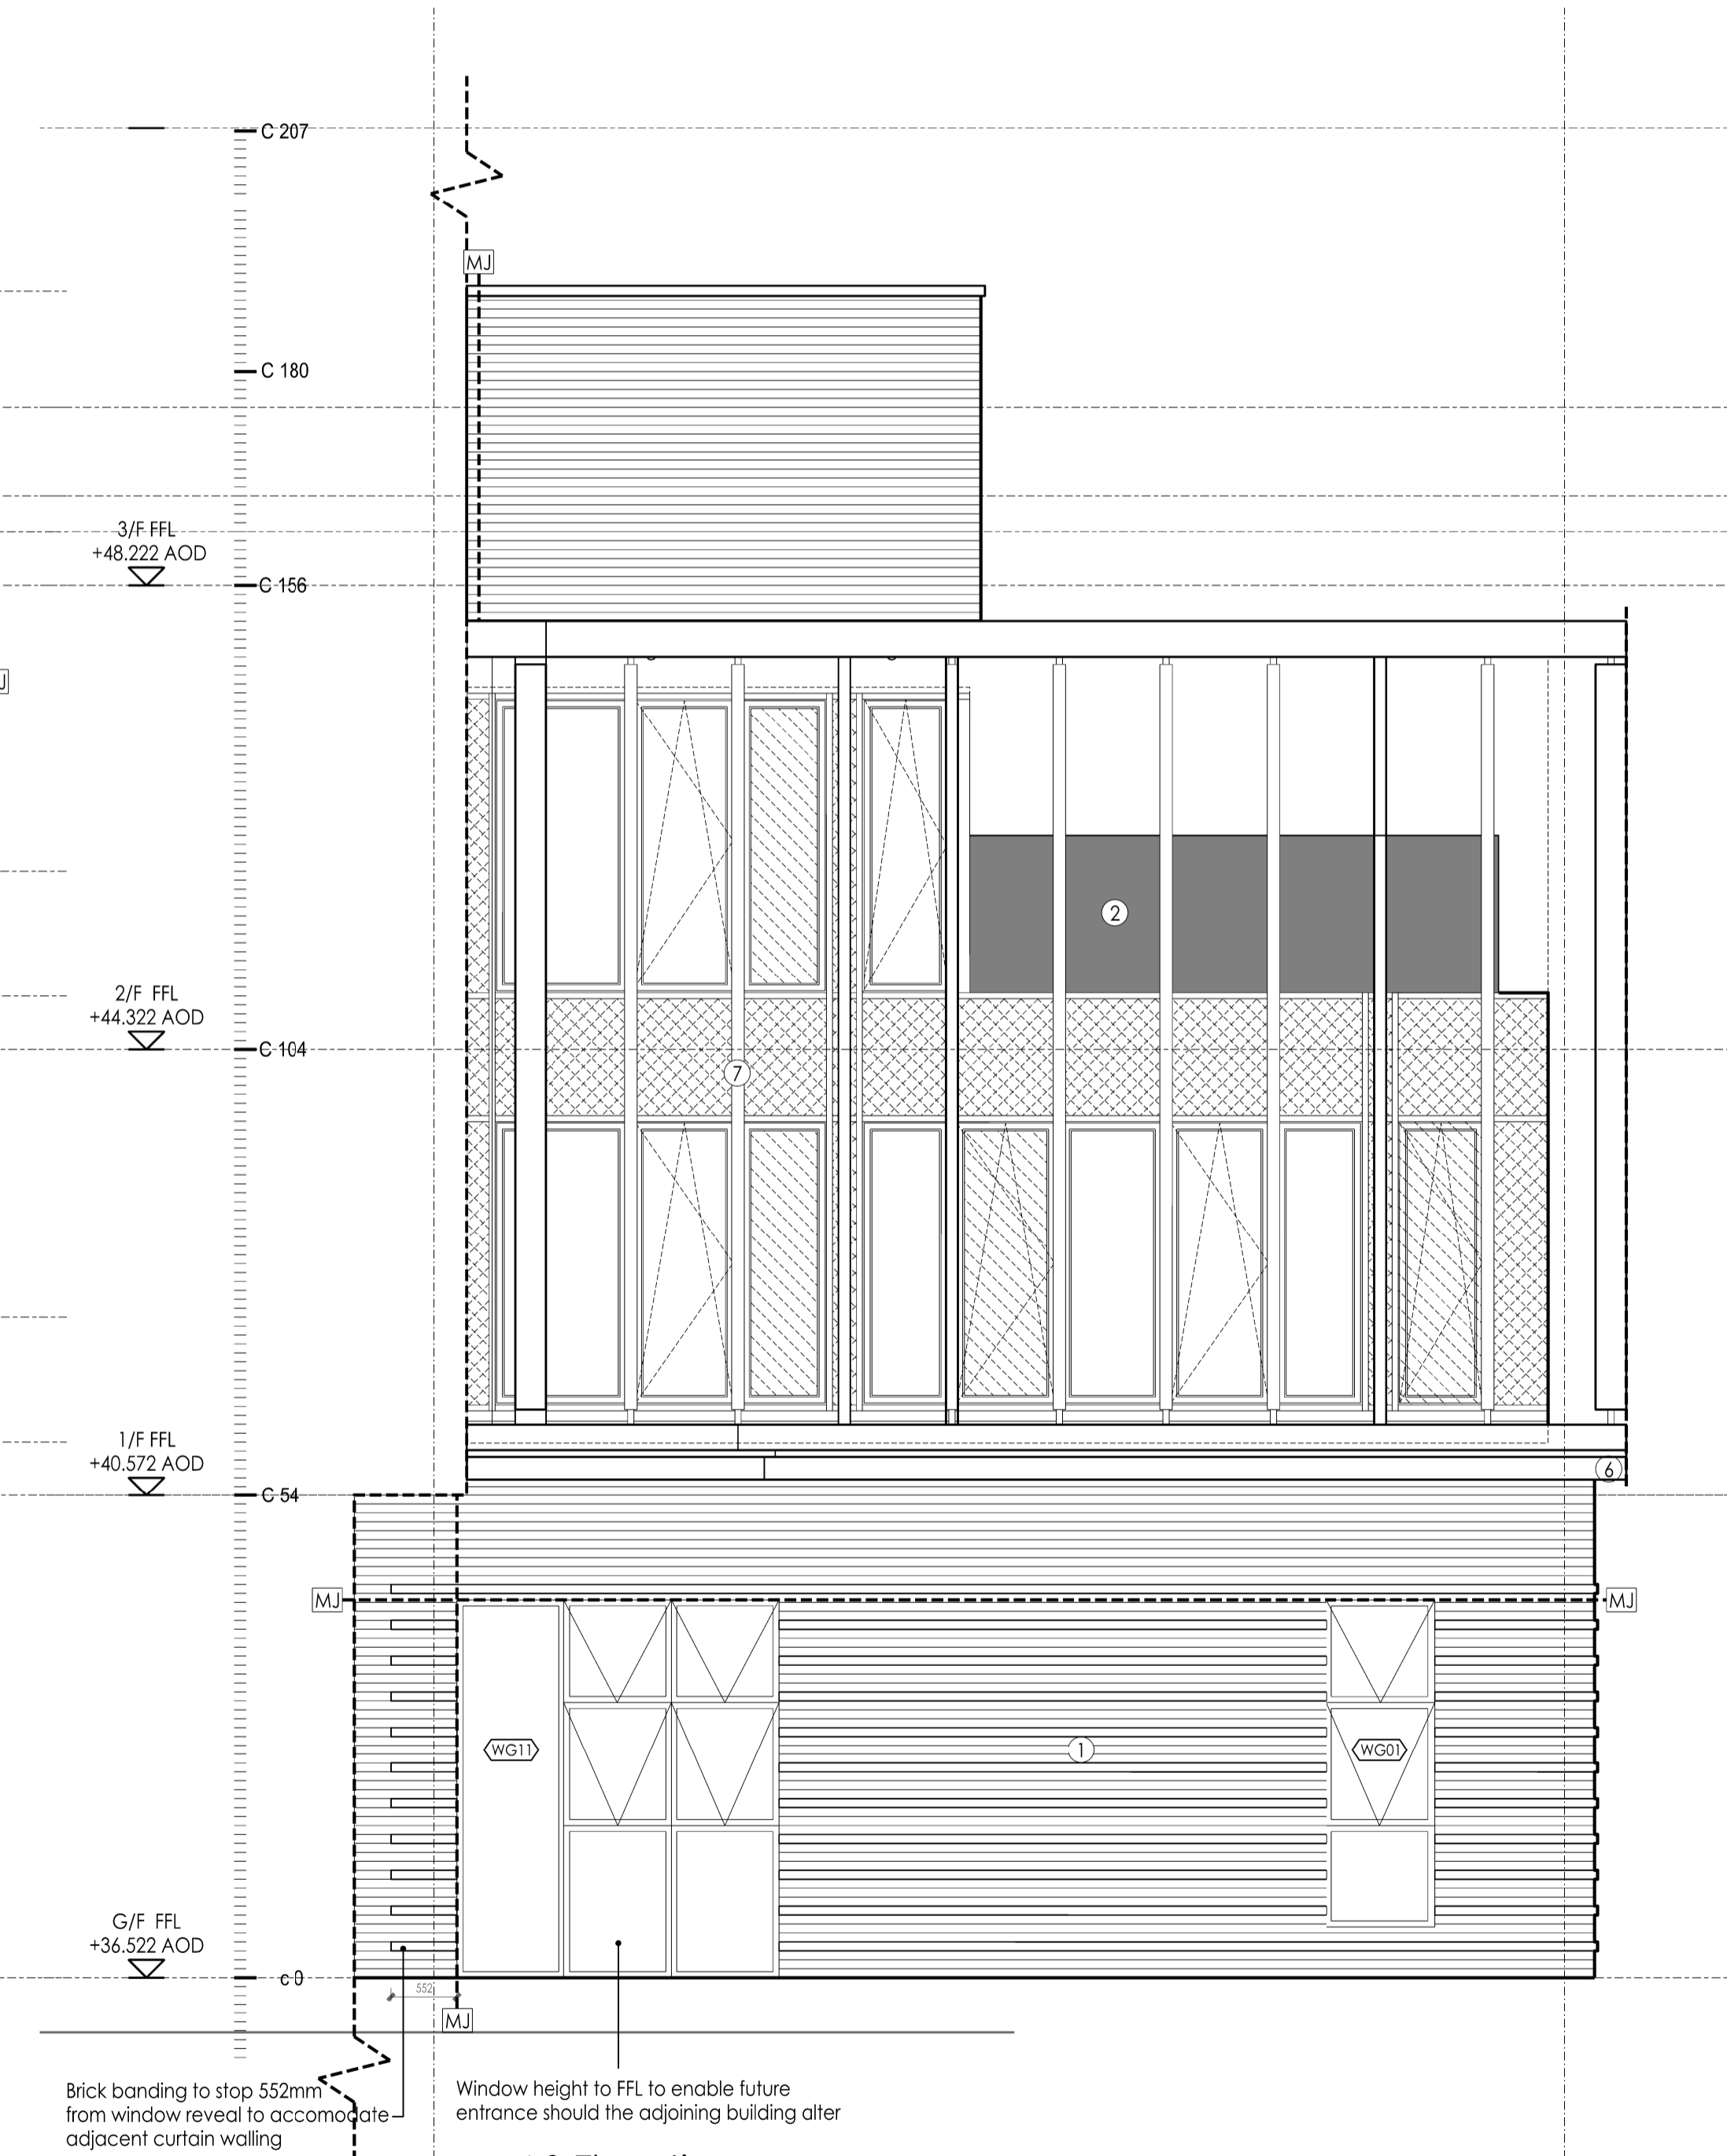 C 207
MJ
C 180
3/F FFL
+48.222 AOD
C 156
J
2
2/F FFL
+44.322 AOD
C 104
7
1/F FFL
+40.572 AOD
C 54
6
MJ
MJ
WG11
1
WG01
G/F FFL
+36.522 AOD
c 0
552
MJ
Brick banding to stop 552mm
from window reveal to accomodate
adjacent curtain walling
Window height to FFL to enable future
entrance should the adjoining building alter